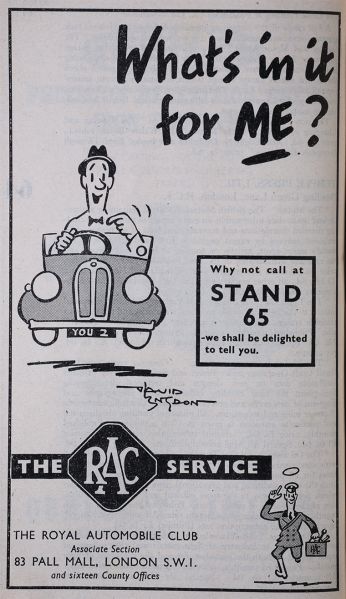 What's in it
for ME?
YOU 2
Why not call at
STAND
65
-we shall be delighted
to tell you.
DAVID
LANGDON
THE RAC SERVICE
THE ROYAL AUTOMOBILE CLUB
Associate Section
83 PALL MALL, LONDON S.W.1.
and sixteen County Offices
RAC